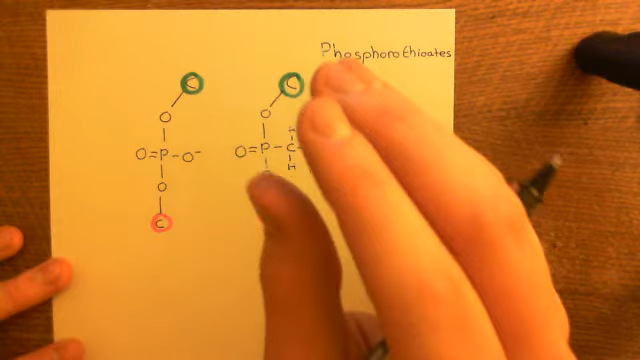 Phosphorothioates
C C
O O
O=P-O⁻ O=P-C-
H
O
C